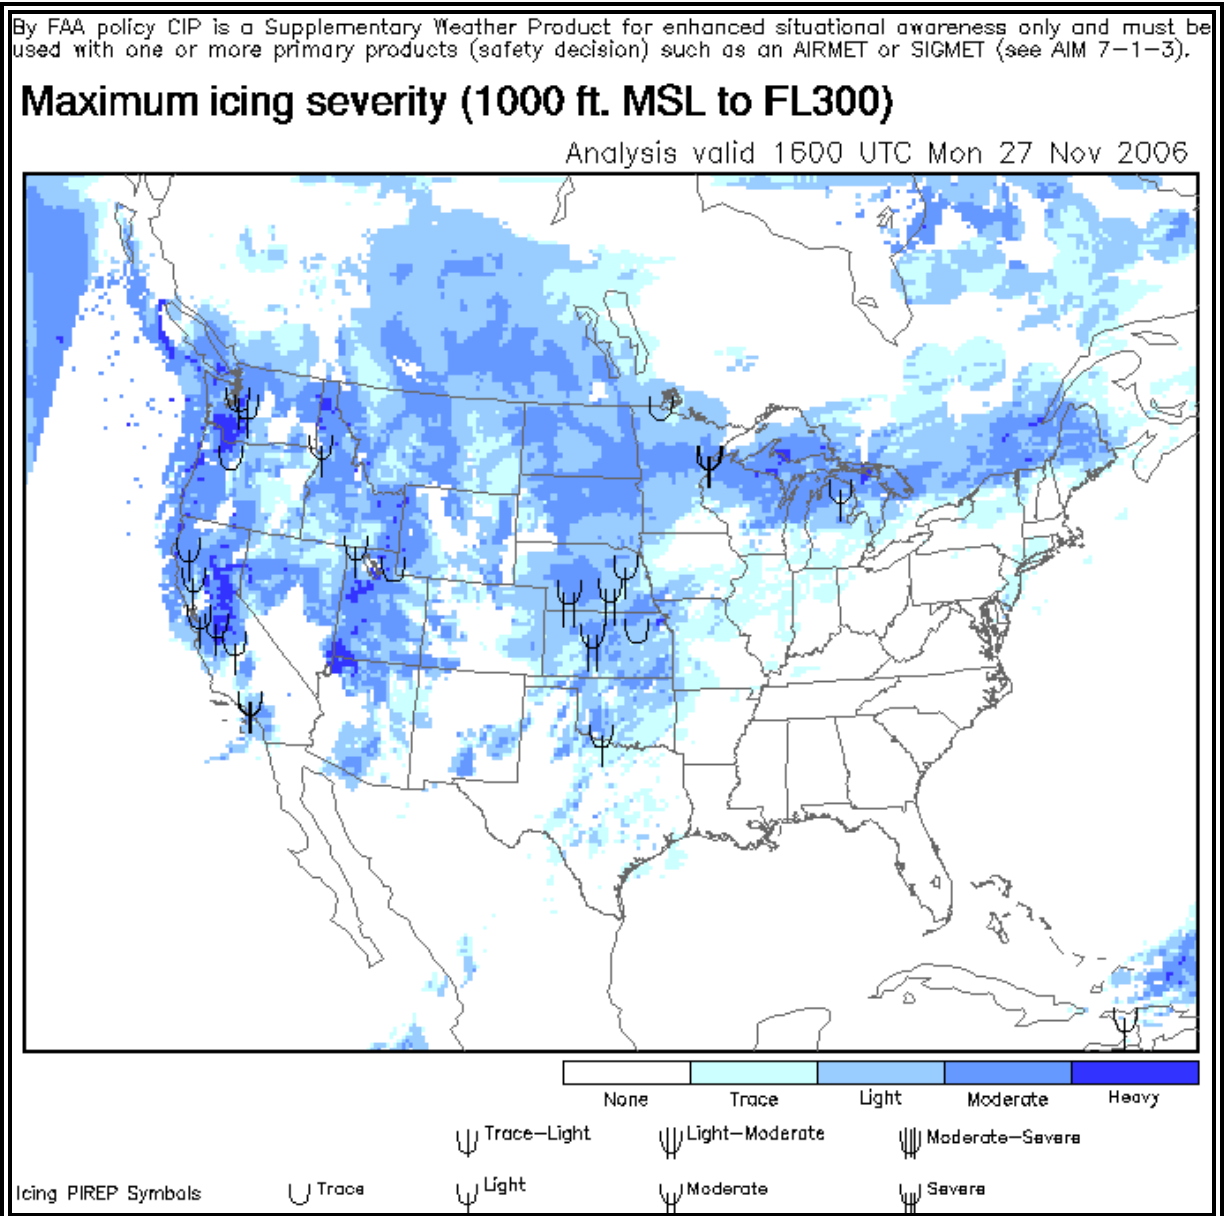 By FAA policy CIP is a Supplementary Weather Product for enhanced situational awareness only and must be
used with one or more primary products (safety decision) such as an AIRMET or SIGMET (see AIM 7-1-3).
Maximum icing severity (1000 ft. MSL to FL300)
Analysis valid 1600 UTC Mon 27 Nov 2006
None Trace Light Moderate Heavy
Trace-Light Light-Moderate Moderate-Severe
Icing PIREP Symbols Trace Light Moderate Severe